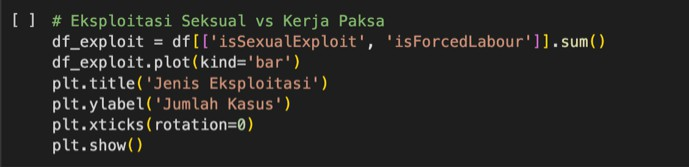 [ ] # Eksploitasi Seksual vs Kerja Paksa
df_exploit = df[['isSexualExploit', 'isForcedLabour']].sum()
df_exploit.plot(kind='bar')
plt.title('Jenis Eksploitasi')
plt.ylabel('Jumlah Kasus')
plt.xticks(rotation=0)
plt.show()